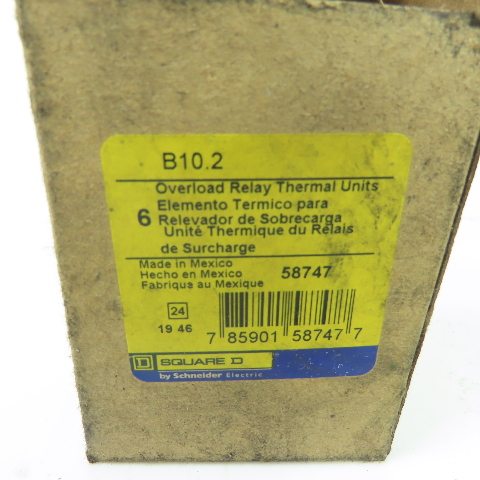 B10.2
Overload Relay Thermal Units
Elemento Termico para
6 Relevador de Sobrecarga
Unité Thermique du Relais
de Surcharge
Made in Mexico
Hecho en Mexico 58747
Fabriqua au Mexique
24
19 46
7 85901 58747 7
D SQUARE D
by Schneider Electric